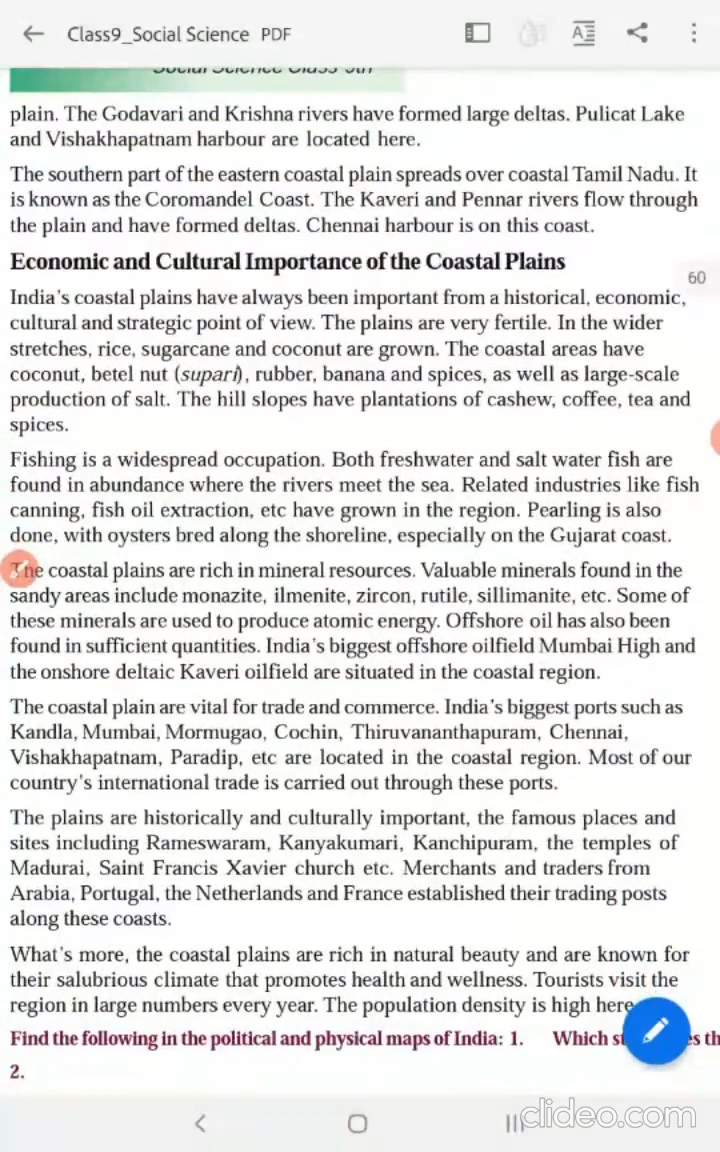 Class9_Social Science PDF
Social Science Class-9th
plain. The Godavari and Krishna rivers have formed large deltas. Pulicat Lake
and Vishakhapatnam harbour are located here.
The southern part of the eastern coastal plain spreads over coastal Tamil Nadu. It
is known as the Coromandel Coast. The Kaveri and Pennar rivers flow through
the plain and have formed deltas. Chennai harbour is on this coast.
Economic and Cultural Importance of the Coastal Plains
60
India's coastal plains have always been important from a historical, economic,
cultural and strategic point of view. The plains are very fertile. In the wider
stretches, rice, sugarcane and coconut are grown. The coastal areas have
coconut, betel nut (supari), rubber, banana and spices, as well as large-scale
production of salt. The hill slopes have plantations of cashew, coffee, tea and
spices.
Fishing is a widespread occupation. Both freshwater and salt water fish are
found in abundance where the rivers meet the sea. Related industries like fish
canning, fish oil extraction, etc have grown in the region. Pearling is also
done, with oysters bred along the shoreline, especially on the Gujarat coast.
The coastal plains are rich in mineral resources. Valuable minerals found in the
sandy areas include monazite, ilmenite, zircon, rutile, sillimanite, etc. Some of
these minerals are used to produce atomic energy. Offshore oil has also been
found in sufficient quantities. India's biggest offshore oilfield Mumbai High and
the onshore deltaic Kaveri oilfield are situated in the coastal region.
The coastal plain are vital for trade and commerce. India's biggest ports such as
Kandla, Mumbai, Mormugao, Cochin, Thiruvananthapuram, Chennai,
Vishakhapatnam, Paradip, etc are located in the coastal region. Most of our
country's international trade is carried out through these ports.
The plains are historically and culturally important, the famous places and
sites including Rameswaram, Kanyakumari, Kanchipuram, the temples of
Madurai, Saint Francis Xavier church etc. Merchants and traders from
Arabia, Portugal, the Netherlands and France established their trading posts
along these coasts.
What's more, the coastal plains are rich in natural beauty and are known for
their salubrious climate that promotes health and wellness. Tourists visit the
region in large numbers every year. The population density is high here
Find the following in the political and physical maps of India: 1. Which
2.
clideo.com